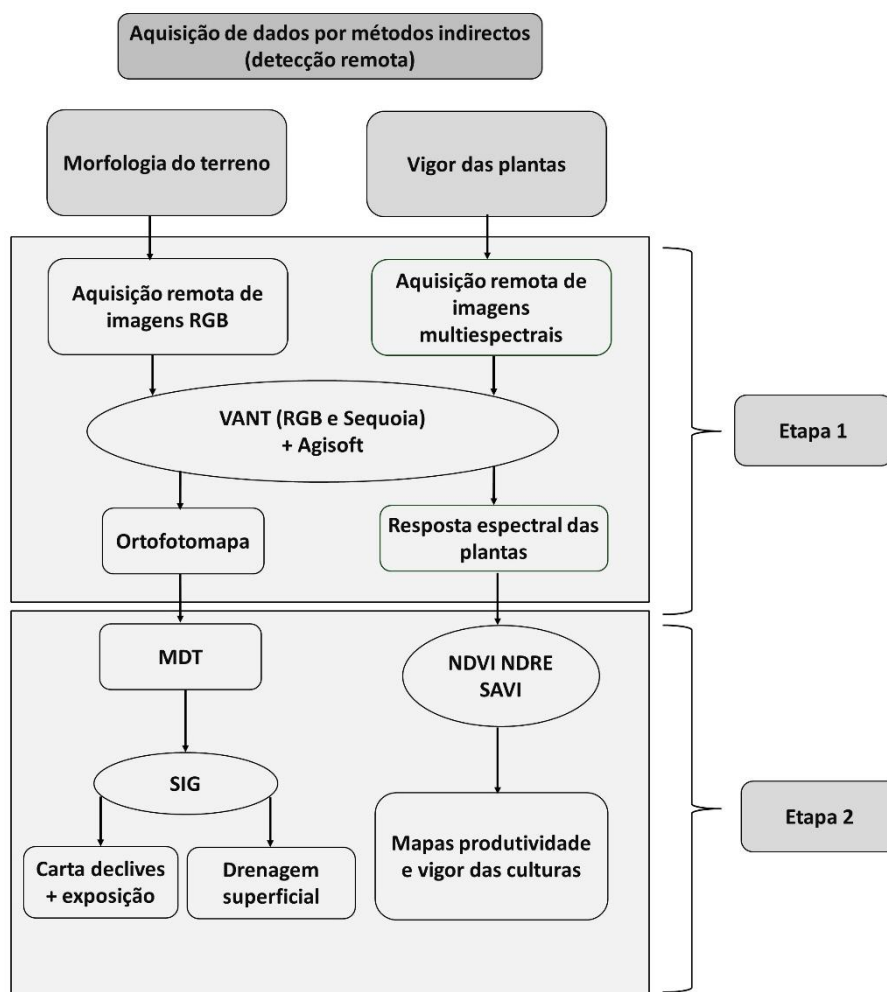 Aquisição de dados por métodos indirectos
(detecção remota)
Morfologia do terreno
Vigor das plantas
Aquisição remota de
imagens RGB
Aquisição remota de
imagens
multiespectrais
VANT (RGB e Sequoia)
+ Agisoft
Etapa 1
Ortofotomapa
Resposta espectral das
plantas
MDT
NDVI NDRE
SAVI
SIG
Etapa 2
Carta declives
+ exposição
Drenagem
superficial
Mapas produtividade
e vigor das culturas